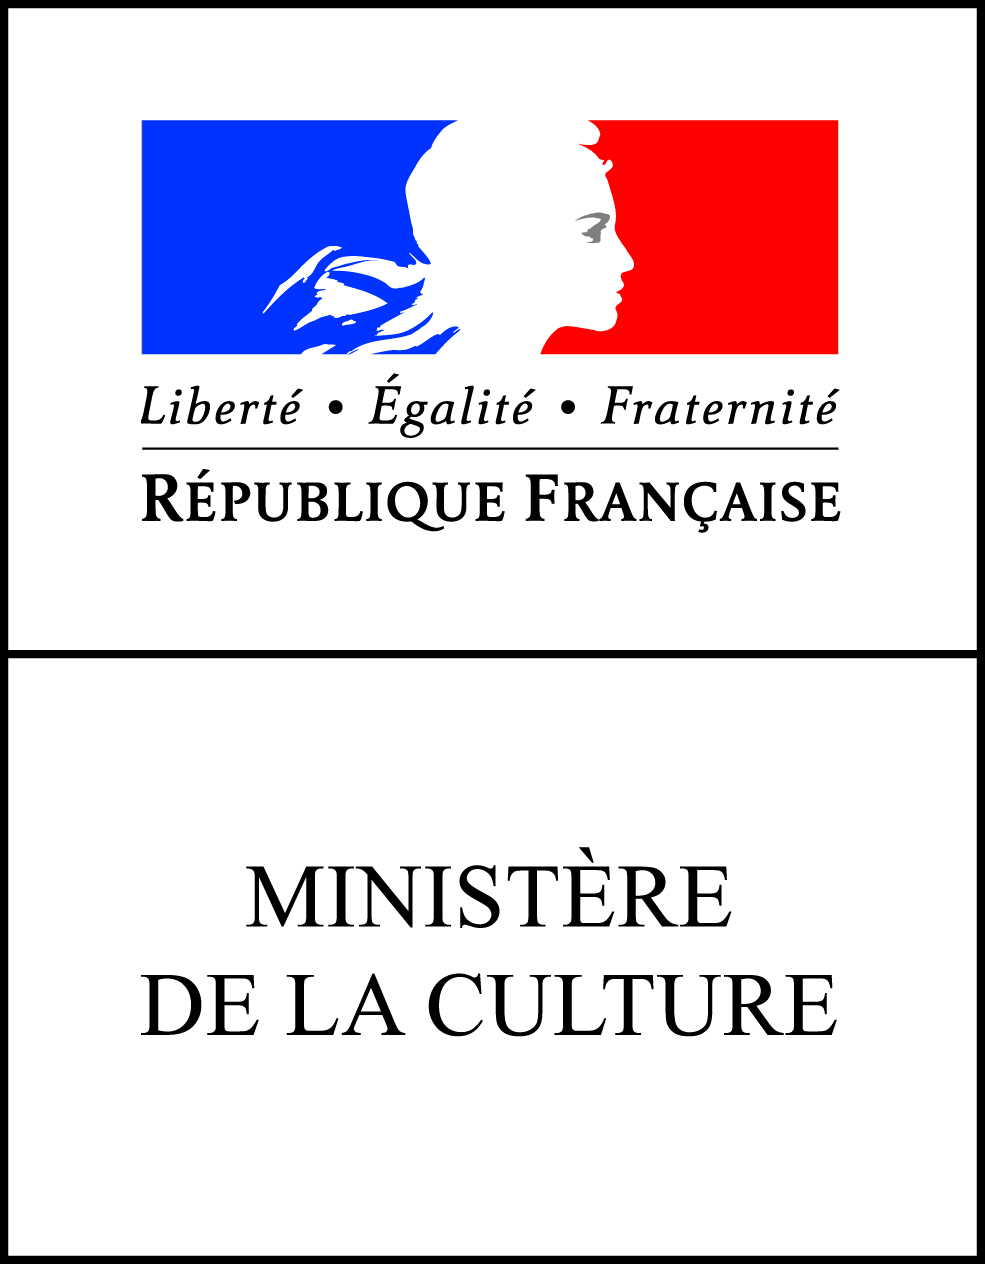 Liberté • Égalité • Fraternité
RÉPUBLIQUE FRANÇAISE
MINISTÈRE
DE LA CULTURE